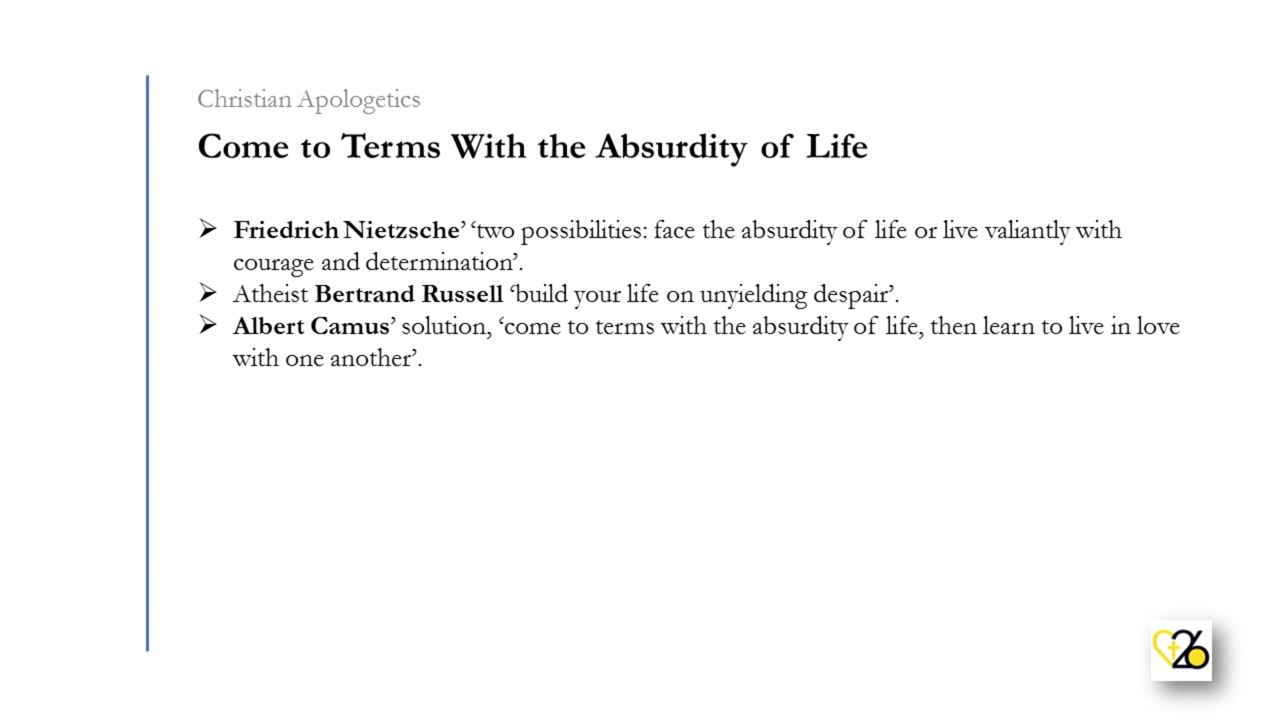 Christian Apologetics
Come to Terms With the Absurdity of Life
➢ Friedrich Nietzsche’ ‘two possibilities: face the absurdity of life or live valiantly with
courage and determination’.
➢ Atheist Bertrand Russell ‘build your life on unyielding despair’.
➢ Albert Camus’ solution, ‘come to terms with the absurdity of life, then learn to live in love
with one another’.
26